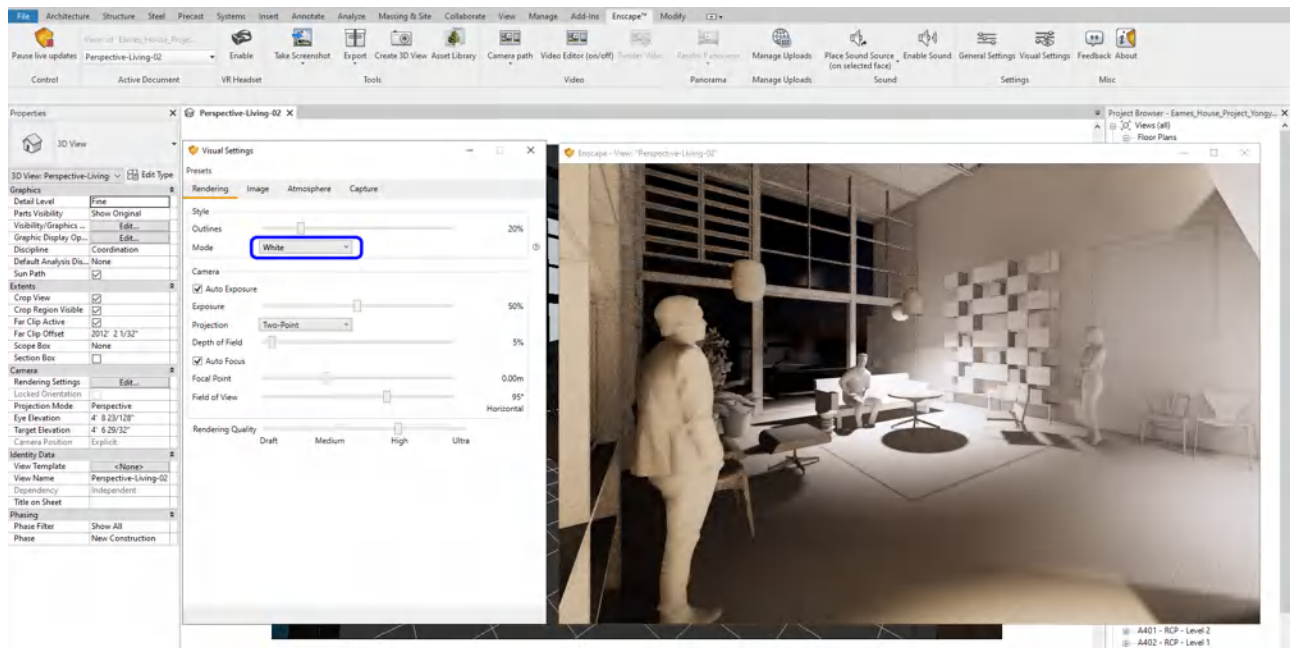 File Architecture Structure Steel Precast Systems Insert Annotate Analyze Massing & Site Collaborate View Manage Add-Ins Enscape™ Modify
Pause live updates
Perspective-Living-02
Enable
Take Screenshot
Export
Create 3D View
Asset Library
Camera path
Video Editor (on/off)
Render Video
Render Panorama
Manage Uploads
Place Sound Source
(on selected face)
Enable Sound
General Settings
Visual Settings
Feedback
About
Control
Active Document
VR Headset
Tools
Video
Panorama
Manage Uploads
Sound
Settings
Misc
Properties
3D View
3D View: Perspective-Living-
Edit Type
Graphics
Detail Level Fine
Parts Visibility Show Original
Visibility/Graphics ... Edit...
Graphic Display Op... Edit...
Discipline Coordination
Default Analysis Dis... None
Sun Path
Extents
Crop View
Crop Region Visible
Far Clip Active
Far Clip Offset 2012' 2 1/32"
Scope Box None
Section Box
Camera
Rendering Settings Edit...
Locked Orientation
Projection Mode Perspective
Eye Elevation 4' 8 23/128"
Target Elevation 4' 6 29/32"
Camera Position Explicit
Identity Data
View Template <None>
View Name Perspective-Living-02
Dependency Independent
Title on Sheet
Phasing
Phase Filter Show All
Phase New Construction
Perspective-Living-02
Visual Settings
Presets
Rendering Image Atmosphere Capture
Style
Outlines 20%
Mode White
Camera
Auto Exposure
Exposure 50%
Projection Two-Point
Depth of Field 5%
Auto Focus
Focal Point 0.00m
Field of View 95°
Horizontal
Rendering Quality
Draft Medium High Ultra
Enscape - View: "Perspective-Living-02"
Project Browser - Eames_House_Project_Yongy...
Views (all)
Floor Plans
A401 - RCP - Level 2
A402 - RCP - Level 1